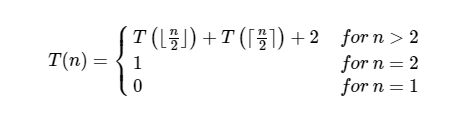 T(n) = { T(⌊n/2⌋) + T(⌈n/2⌉) + 2 for n > 2
1 for n = 2
0 for n = 1